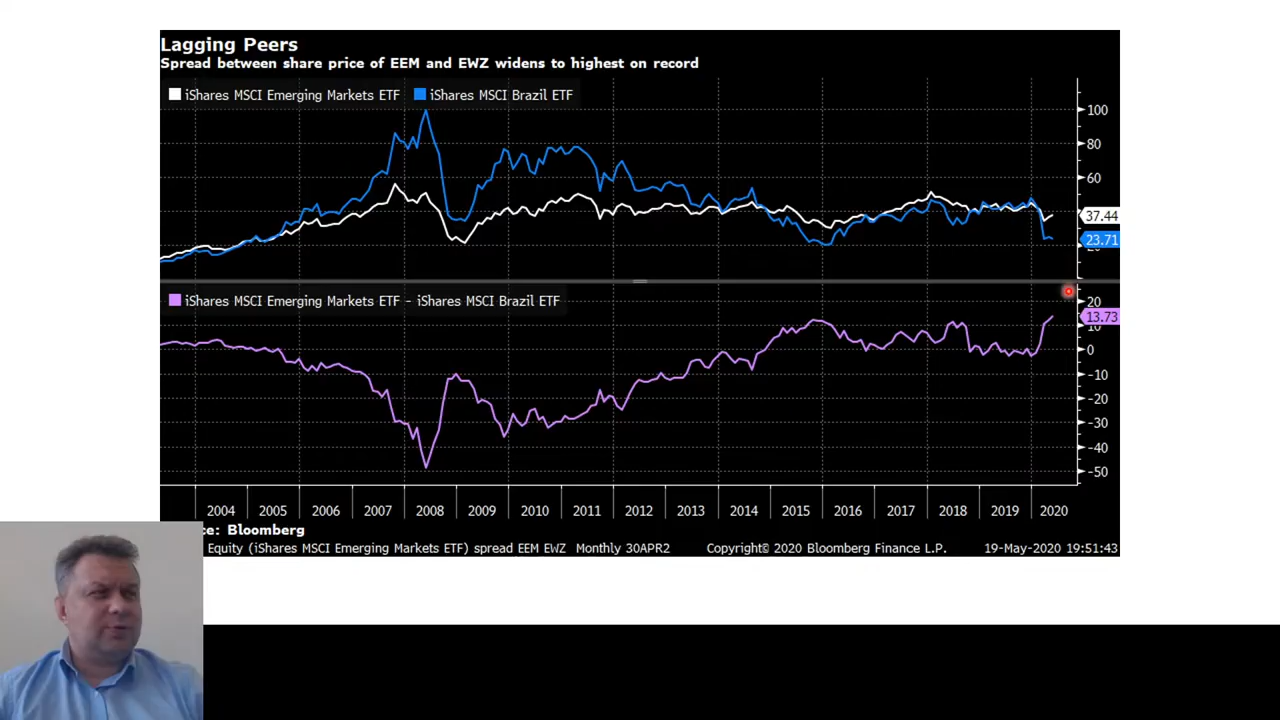 Lagging Peers
Spread between share price of EEM and EWZ widens to highest on record
iShares MSCI Emerging Markets ETF iShares MSCI Brazil ETF
100
80
60
37.44
23.71
iShares MSCI Emerging Markets ETF - iShares MSCI Brazil ETF
20
13.73
10
0
-10
-20
-30
-40
-50
2004 2005 2006 2007 2008 2009 2010 2011 2012 2013 2014 2015 2016 2017 2018 2019 2020
ce: Bloomberg
Equity (iShares MSCI Emerging Markets ETF) spread EEM EWZ Monthly 30APR2 Copyright© 2020 Bloomberg Finance L.P. 19-May-2020 19:51:43